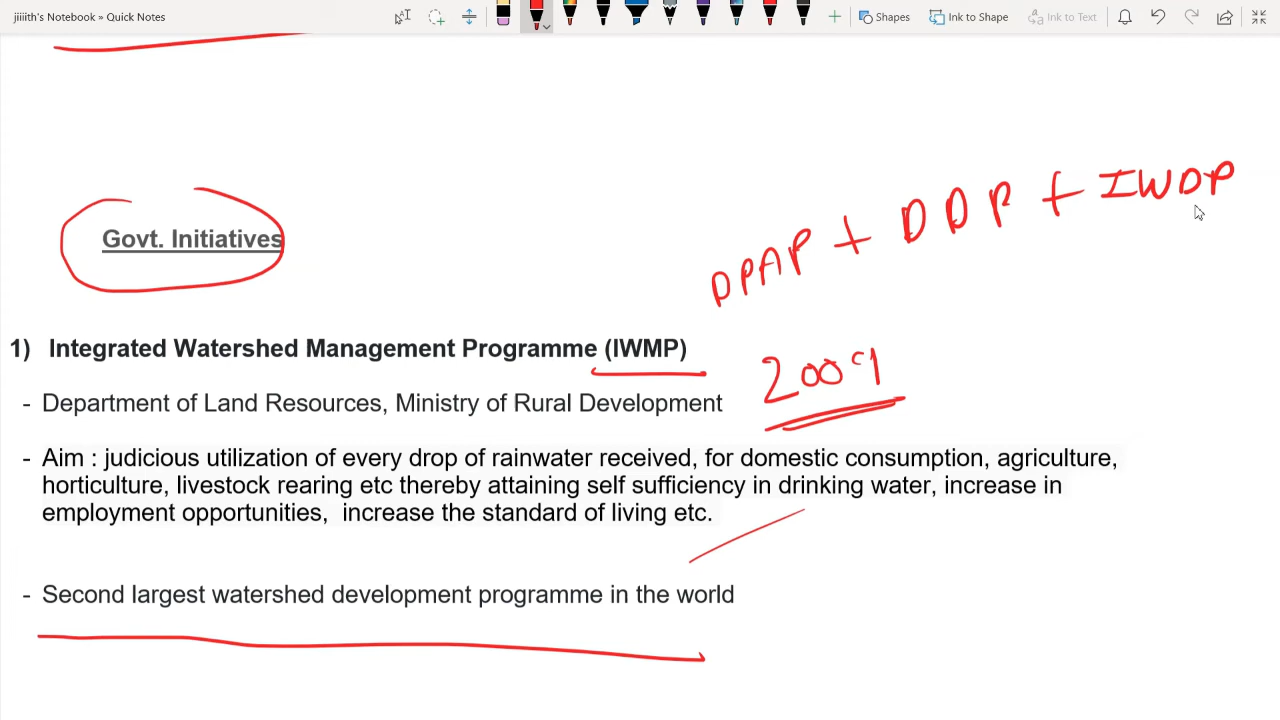 jiiiith's Notebook » Quick Notes
Shapes
Ink to Shape
Ink to Text
DPAP + DDP + IWDP
Govt. Initiatives
1) Integrated Watershed Management Programme (IWMP)
2009
- Department of Land Resources, Ministry of Rural Development
- Aim : judicious utilization of every drop of rainwater received, for domestic consumption, agriculture,
horticulture, livestock rearing etc thereby attaining self sufficiency in drinking water, increase in
employment opportunities, increase the standard of living etc.
- Second largest watershed development programme in the world